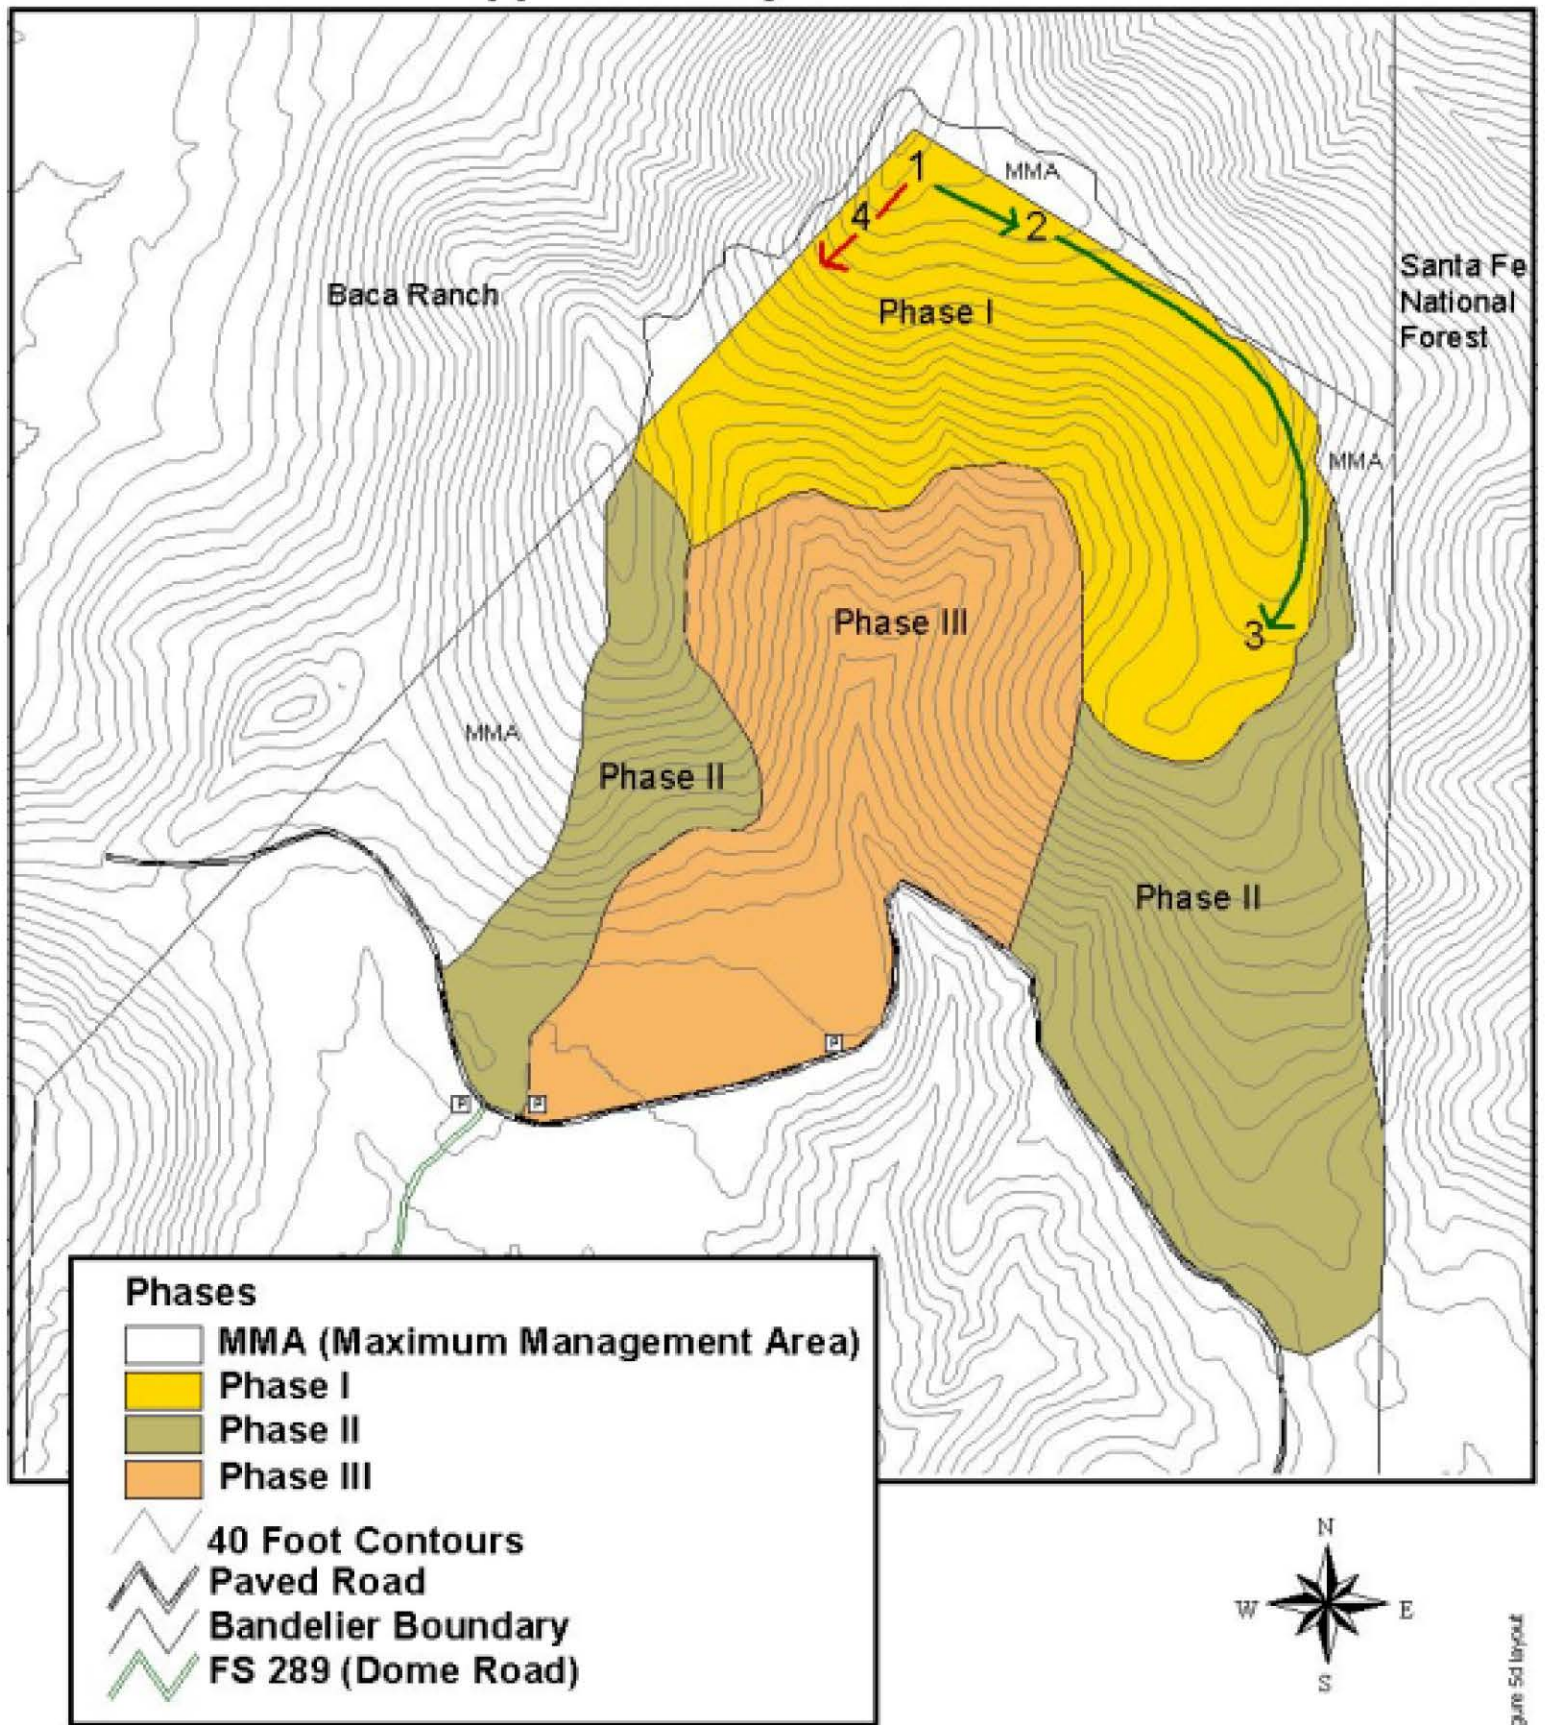 1
MMA
4
2
Santa Fe
National
Forest
Baca Ranch
Phase I
MMA
Phase III
3
MMA
Phase II
Phase II
P
P
P
Phases
MMA (Maximum Management Area)
Phase I
Phase II
Phase III
40 Foot Contours
Paved Road
Bandelier Boundary
FS 289 (Dome Road)
N
W
E
S
5d layout